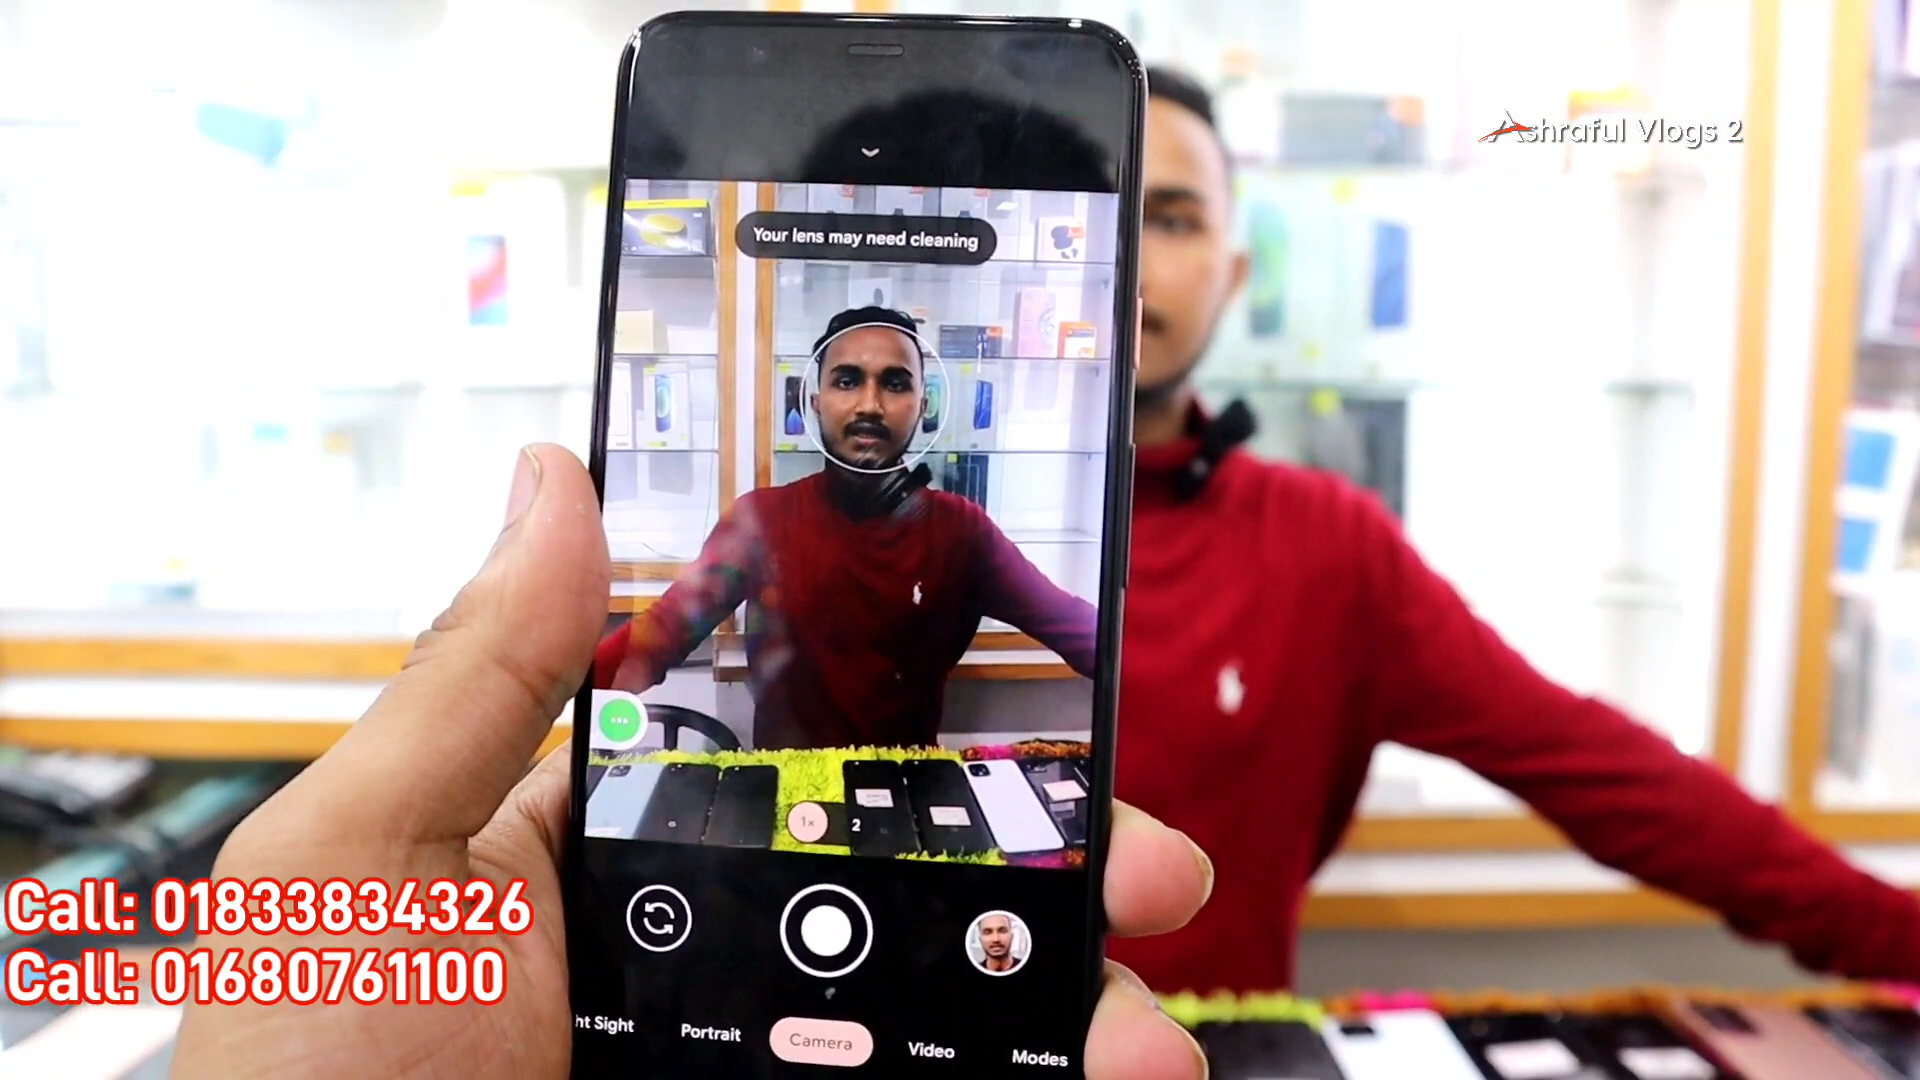 Ashraful Vlogs 2
Your lens may need cleaning
1x 2
Call: 01833834326
Call: 01680761100
ht Sight Portrait Camera Video Modes